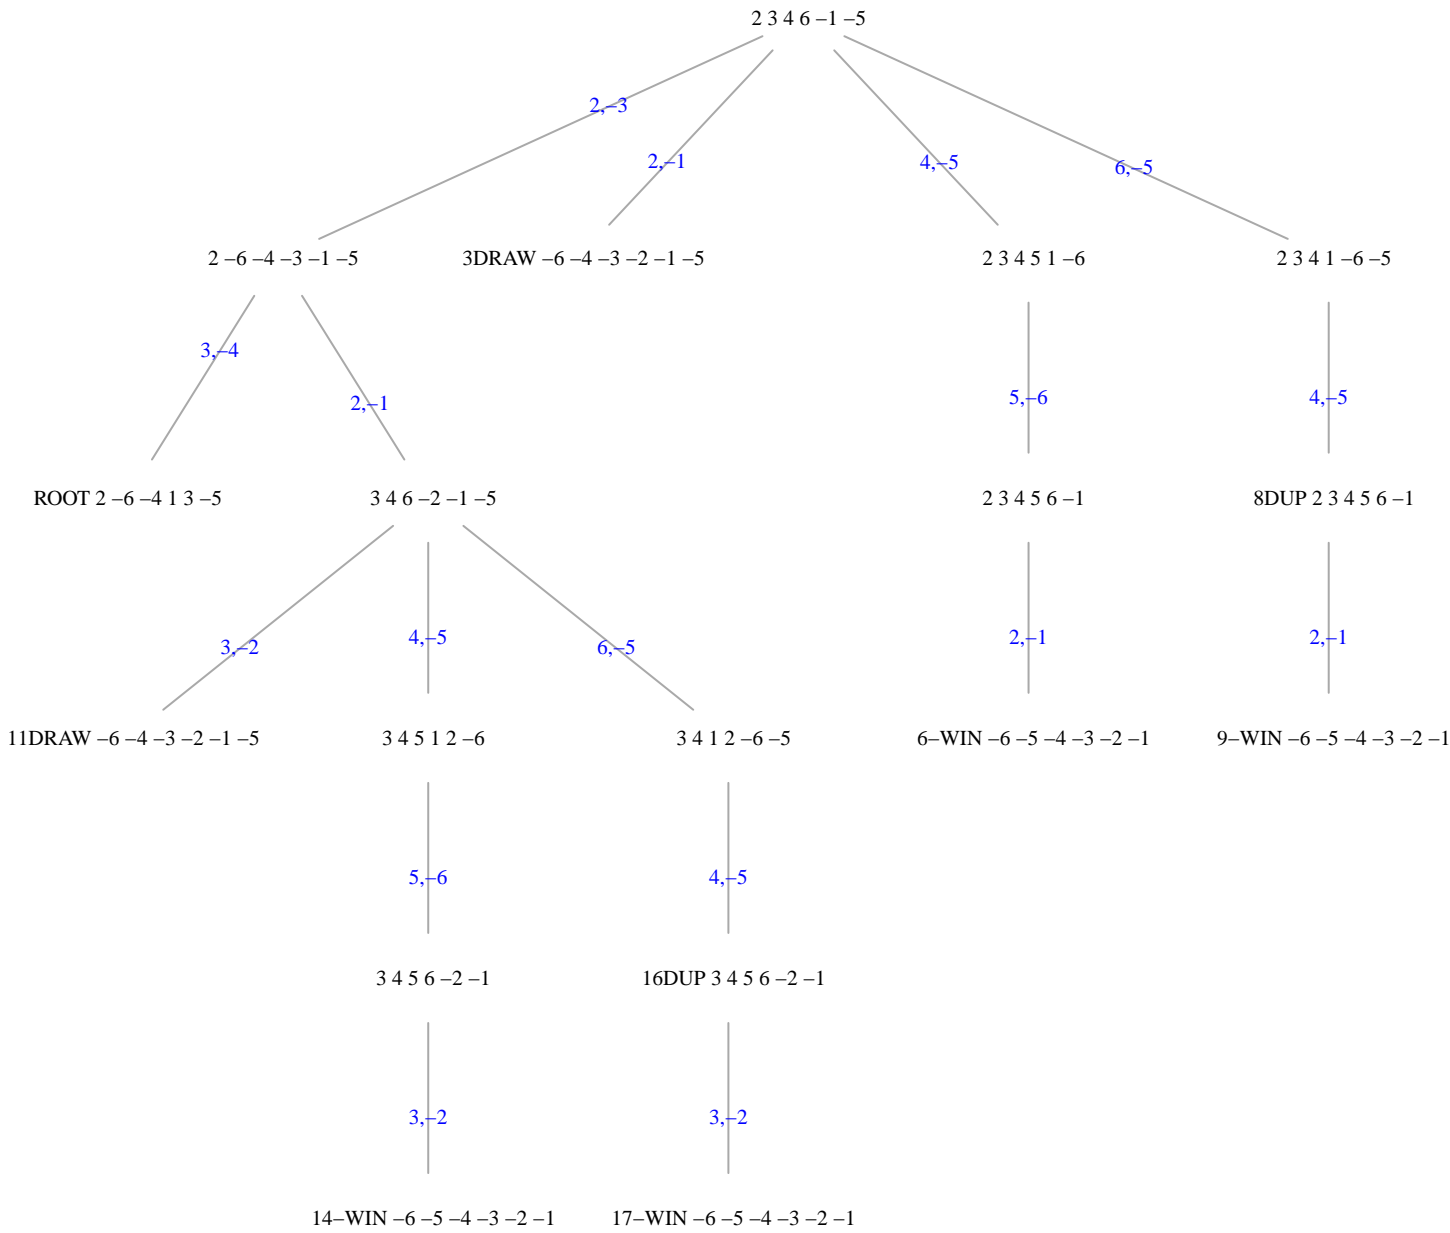 2 3 4 6 –1 –5
2,–3
2,–1
4,–5
6,–5
2 –6 –4 –3 –1 –5
3DRAW –6 –4 –3 –2 –1 –5
2 3 4 5 1 –6
2 3 4 1 –6 –5
3,–4
2,–1
5,–6
4,–5
ROOT 2 –6 –4 1 3 –5
3 4 6 –2 –1 –5
2 3 4 5 6 –1
8DUP 2 3 4 5 6 –1
3,–2
4,–5
6,–5
2,–1
2,–1
11DRAW –6 –4 –3 –2 –1 –5
3 4 5 1 2 –6
3 4 1 2 –6 –5
6–WIN –6 –5 –4 –3 –2 –1
9–WIN –6 –5 –4 –3 –2 –1
5,–6
4,–5
3 4 5 6 –2 –1
16DUP 3 4 5 6 –2 –1
3,–2
3,–2
14–WIN –6 –5 –4 –3 –2 –1
17–WIN –6 –5 –4 –3 –2 –1